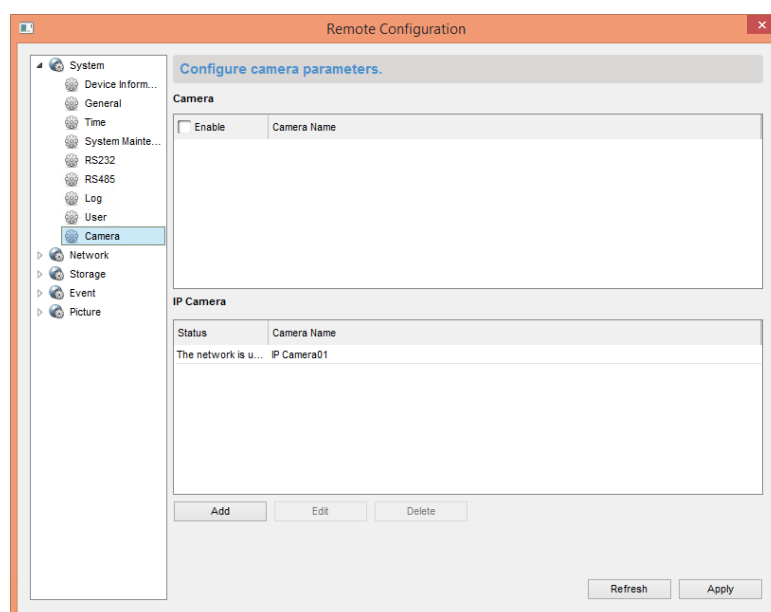 Remote Configuration
System
Device Inform...
General
Time
System Mainte...
RS232
RS485
Log
User
Camera
Network
Storage
Event
Picture
Configure camera parameters.
Camera
Enable Camera Name
IP Camera
Status Camera Name
The network is u... IP Camera01
Add Edit Delete
Refresh Apply